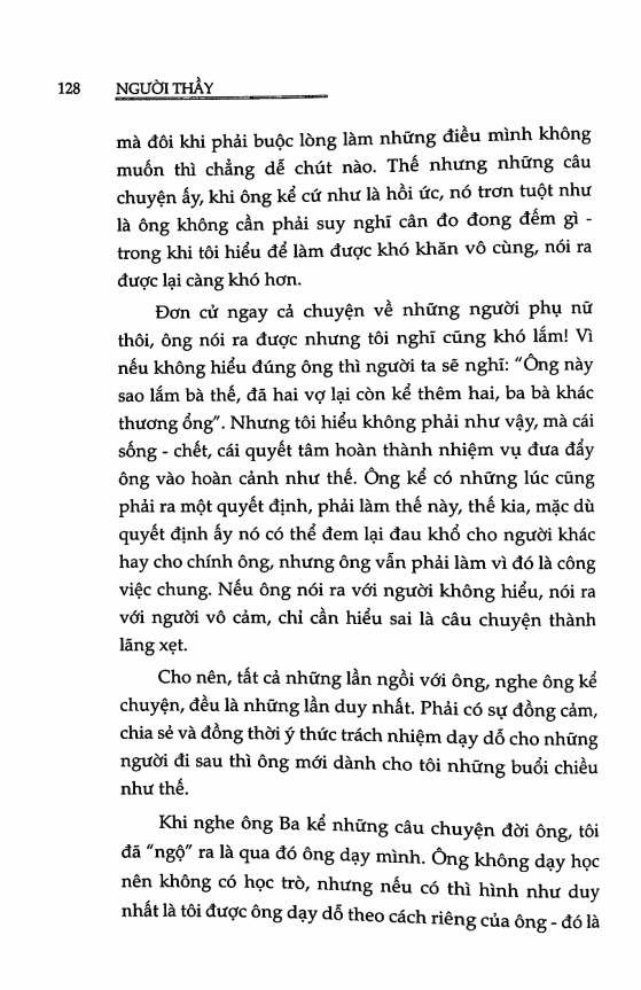 128 NGƯỜI THẦY
mà đôi khi phải buộc lòng làm những điều mình không
muốn thì chẳng dễ chút nào. Thế nhưng những câu
chuyện ấy, khi ông kể cứ như là hồi ức, nó trơn tuột như
là ông không cần phải suy nghĩ cân đo đong đếm gì -
trong khi tôi hiểu để làm được khó khăn vô cùng, nói ra
được lại càng khó hơn.
Đơn cử ngay cả chuyện về những người phụ nữ
thôi, ông nói ra được nhưng tôi nghĩ cũng khó lắm! Vì
nếu không hiểu đúng ông thì người ta sẽ nghĩ: "Ông này
sao lắm bà thế, đã hai vợ lại còn kể thêm hai, ba bà khác
thương ổng". Nhưng tôi hiểu không phải như vậy, mà cái
sống - chết, cái quyết tâm hoàn thành nhiệm vụ đưa đẩy
ông vào hoàn cảnh như thế. Ông kể có những lúc cũng
phải ra một quyết định, phải làm thế này, thế kia, mặc dù
quyết định ấy nó có thể đem lại đau khổ cho người khác
hay cho chính ông, nhưng ông vẫn phải làm vì đó là công
việc chung. Nếu ông nói ra với người không hiểu, nói ra
với người vô cảm, chỉ cần hiểu sai là câu chuyện thành
lãng xẹt.
Cho nên, tất cả những lần ngồi với ông, nghe ông kể
chuyện, đều là những lần duy nhất. Phải có sự đồng cảm,
chia sẻ và đồng thời ý thức trách nhiệm dạy dỗ cho những
người đi sau thì ông mới dành cho tôi những buổi chiều
như thế.
Khi nghe ông Ba kể những câu chuyện đời ông, tôi
đã "ngộ" ra là qua đó ông dạy mình. Ông không dạy học
nên không có học trò, nhưng nếu có thì hình như duy
nhất là tôi được ông dạy dỗ theo cách riêng của ông - đó là